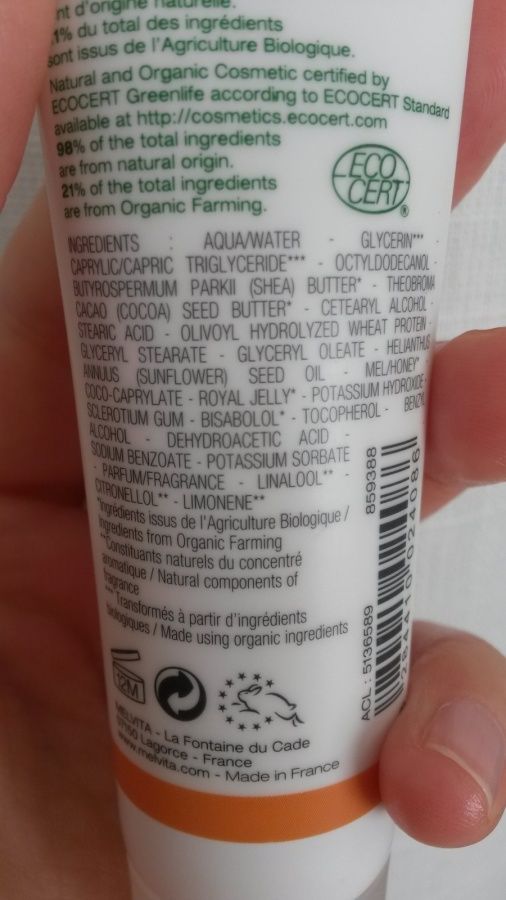 nt d'origine naturelle.
1% du total des ingrédients
sont issus de l'Agriculture Biologique.
Natural and Organic Cosmetic certified by
ECOCERT Greenlife according to ECOCERT Standard
available at http://cosmetics.ecocert.com
98% of the total ingredients
are from natural origin.
21% of the total ingredients
are from Organic Farming.
ECO
CERT®
INGREDIENTS : AQUA/WATER - GLYCERIN*** -
CAPRYLIC/CAPRIC TRIGLYCERIDE*** - OCTYLDODECANOL -
BUTYROSPERMUM PARKII (SHEA) BUTTER* - THEOBROMA
CACAO (COCOA) SEED BUTTER* - CETEARYL ALCOHOL -
STEARIC ACID - OLIVOYL HYDROLYZED WHEAT PROTEIN -
GLYCERYL STEARATE - GLYCERYL OLEATE - HELIANTHUS
ANNUUS (SUNFLOWER) SEED OIL - MEL/HONEY* -
COCO-CAPRYLATE - ROYAL JELLY* - POTASSIUM HYDROXIDE -
SCLEROTIUM GUM - BISABOLOL* - TOCOPHEROL - BENZYL
ALCOHOL - DEHYDROACETIC ACID -
SODIUM BENZOATE - POTASSIUM SORBATE
- PARFUM/FRAGRANCE - LINALOOL** -
CITRONELLOL** - LIMONENE**
*Ingrédients issus de l'Agriculture Biologique /
Ingredients from Organic Farming
**Constituants naturels du concentré
aromatique / Natural components of
fragrance
*** Transformés à partir d'ingrédients
biologiques / Made using organic ingredients
12M
MELVITA - La Fontaine du Cade
07150 Lagorce - France
www.melvita.com - Made in France
ACL : 5136589
859388